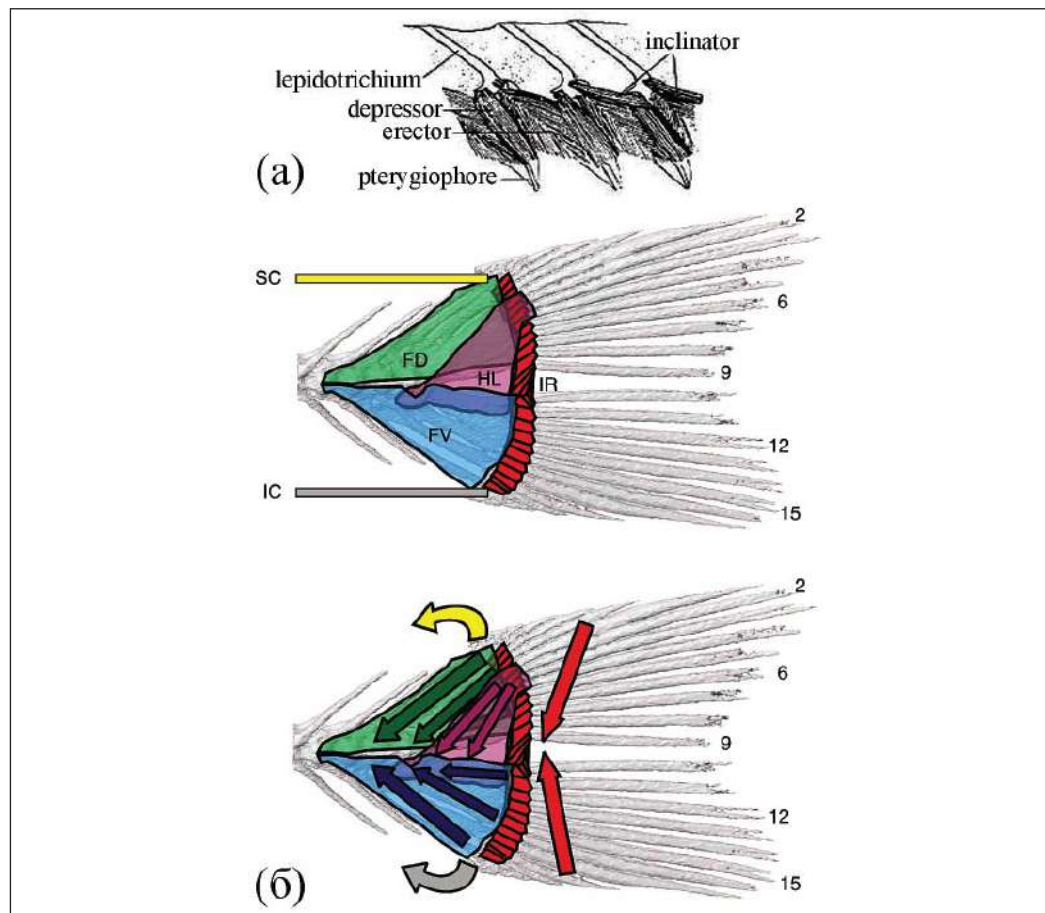 inclinator
lepidotrichium
depressor
erector
(а)
pterygiophore
2
SC
6
FD
9
HL
IR
FV
12
IC
15
2
6
9
12
15
(б)